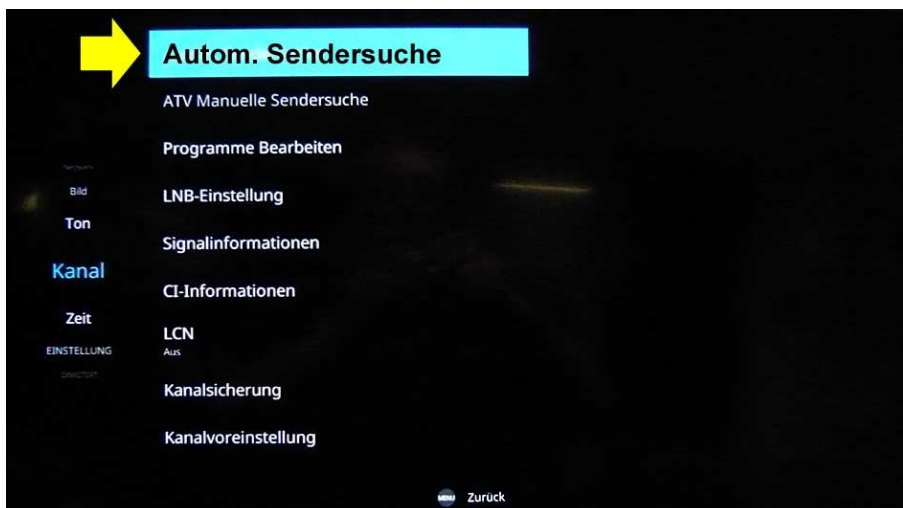 Autom. Sendersuche
ATV Manuelle Sendersuche
Programme Bearbeiten
LNB-Einstellung
Signalinformationen
CI-Informationen
LCN
Aus
Kanalsicherung
Kanalvoreinstellung
Bild
Ton
Kanal
Zeit
EINSTELLUNG
MENU Zurück